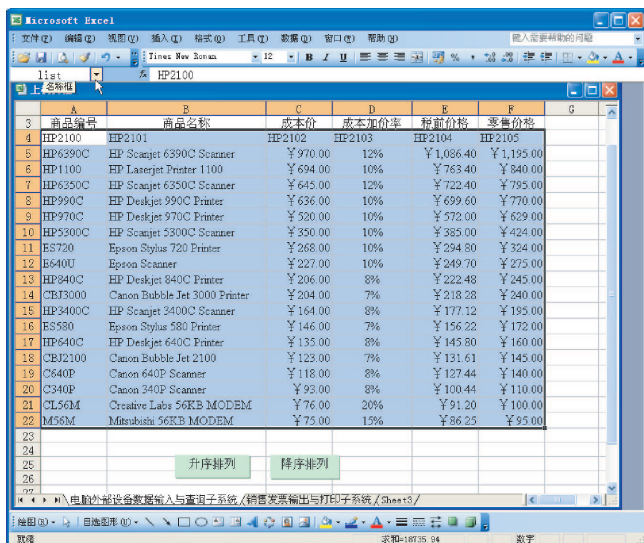 Microsoft Excel
文件(F) 编辑(E) 视图(V) 插入(I) 格式(O) 工具(T) 数据(D) 窗口(W) 帮助(H) 键入需要帮助的问题
Times New Roman 12 B I U
list fx HP2100
名称框
上
A B C D E F G
3 商品编号 商品名称 成本价 成本加价率 税前价格 零售价格
4 HP2100 HP2101 HP2102 HP2103 HP2104 HP2105
5 HP6390C HP Scanjet 6390C Scanner ￥970.00 12% ￥1,086.40 ￥1,195.00
6 HP1100 HP Laserjet Printer 1100 ￥694.00 10% ￥763.40 ￥840.00
7 HP6350C HP Scanjet 6350C Scanner ￥645.00 12% ￥722.40 ￥795.00
8 HP990C HP Deskjet 990C Printer ￥636.00 10% ￥699.60 ￥770.00
9 HP970C HP Deskjet 970C Printer ￥520.00 10% ￥572.00 ￥629.00
10 HP5300C HP Scanjet 5300C Scanner ￥350.00 10% ￥385.00 ￥424.00
11 ES720 Epson Stylus 720 Printer ￥268.00 10% ￥294.80 ￥324.00
12 E640U Epson Scanner ￥227.00 10% ￥249.70 ￥275.00
13 HP840C HP Deskjet 840C Printer ￥206.00 8% ￥222.48 ￥245.00
14 CBJ3000 Canon Bubble Jet 3000 Printer ￥204.00 7% ￥218.28 ￥240.00
15 HP3400C HP Scanjet 3400C Scanner ￥164.00 8% ￥177.12 ￥195.00
16 ES580 Epson Stylus 580 Printer ￥146.00 7% ￥156.22 ￥172.00
17 HP640C HP Deskjet 640C Printer ￥135.00 8% ￥145.80 ￥160.00
18 CBJ2100 Canon Bubble Jet 2100 ￥123.00 7% ￥131.61 ￥145.00
19 C640P Canon 640P Scanner ￥118.00 8% ￥127.44 ￥140.00
20 C340P Canon 340P Scanner ￥93.00 8% ￥100.44 ￥110.00
21 CL56M Creative Labs 56KB MODEM ￥76.00 20% ￥91.20 ￥100.00
22 M56M Mitsubishi 56KB MODEM ￥75.00 15% ￥86.25 ￥95.00
23
24
25 升序排列 降序排列
26
27
电脑外部设备数据输入与查询子系统/销售发票输出与打印子系统/Sheet3/
绘图(R) 自选图形(U)
就绪 求和=18735.94 数字